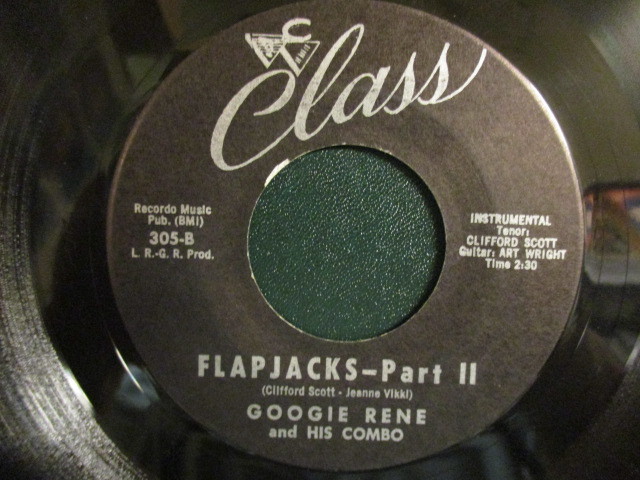 Class
Recordo Music
Pub. (BMI)
305-B
L. R.-G. R. Prod.
INSTRUMENTAL
Tenor:
CLIFFORD SCOTT
Guitar: ART WRIGHT
Time 2:30
FLAPJACKS-Part II
(Clifford Scott - Jeanne Vikki)
GOOGIE RENE
and HIS COMBO